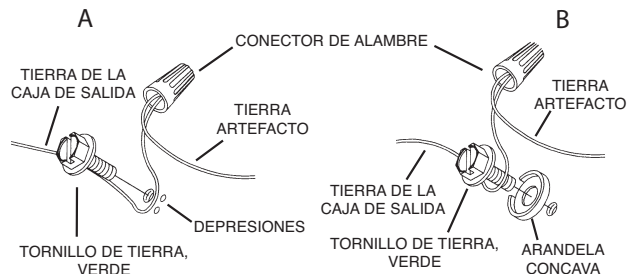 A
B
CONECTOR DE ALAMBRE
TIERRA DE LA
CAJA DE SALIDA
TIERRA
ARTEFACTO
DEPRESIONES
TORNILLO DE TIERRA,
VERDE
TIERRA
ARTEFACTO
TIERRA DE LA
CAJA DE SALIDA
TORNILLO DE TIERRA,
VERDE
ARANDELA
CONCAVA